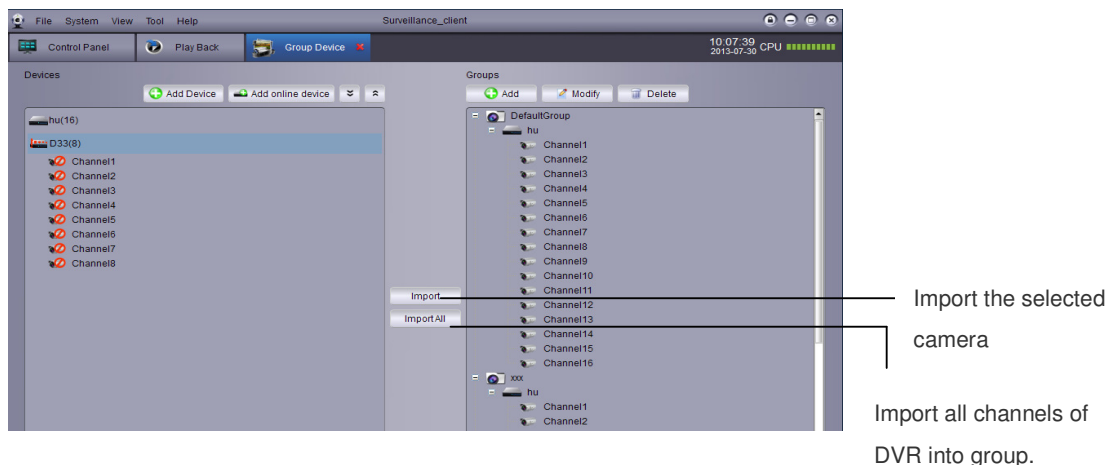 File System View Tool Help Surveillance_client
Control Panel Play Back Group Device 10:07:39 CPU
2013-07-30
Devices
Add Device Add online device
hu(16)
D33(8)
Channel1
Channel2
Channel3
Channel4
Channel5
Channel6
Channel7
Channel8
Import
Import All
Groups
Add Modify Delete
DefaultGroup
hu
Channel1
Channel2
Channel3
Channel4
Channel5
Channel6
Channel7
Channel8
Channel9
Channel10
Channel11
Channel12
Channel13
Channel14
Channel15
Channel16
xxx
hu
Channel1
Channel2
Import the selected
camera
Import all channels of
DVR into group.